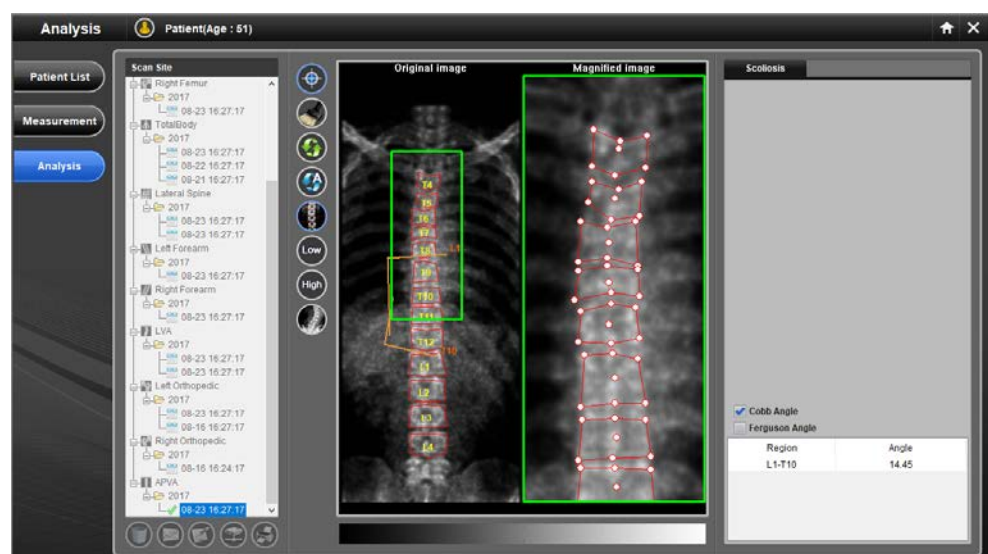 Analysis
Patient(Age : 51)
Patient List
Measurement
Analysis
Scan Site
Right Femur
2017
08-23 16:27:17
TotalBody
2017
08-23 16:27:17
08-22 16:27:17
08-21 16:27:17
Lateral Spine
2017
08-23 16:27:17
08-23 16:27:17
Left Forearm
2017
08-23 16:27:17
Right Forearm
2017
08-23 16:27:17
LVA
2017
08-23 16:27:17
08-23 16:27:17
Left Orthopedic
2017
08-23 16:27:17
08-16 16:27:17
Right Orthopedic
2017
08-16 16:24:17
APVA
2017
08-23 16:27:17
A
Low
High
Original image
T4
T5
T6
T7
T8
L1
T9
T10
T11
T12
T10
L1
L2
L3
L4
Magnified image
Scoliosis
Cobb Angle
Ferguson Angle
Region Angle
L1-T10 14.45